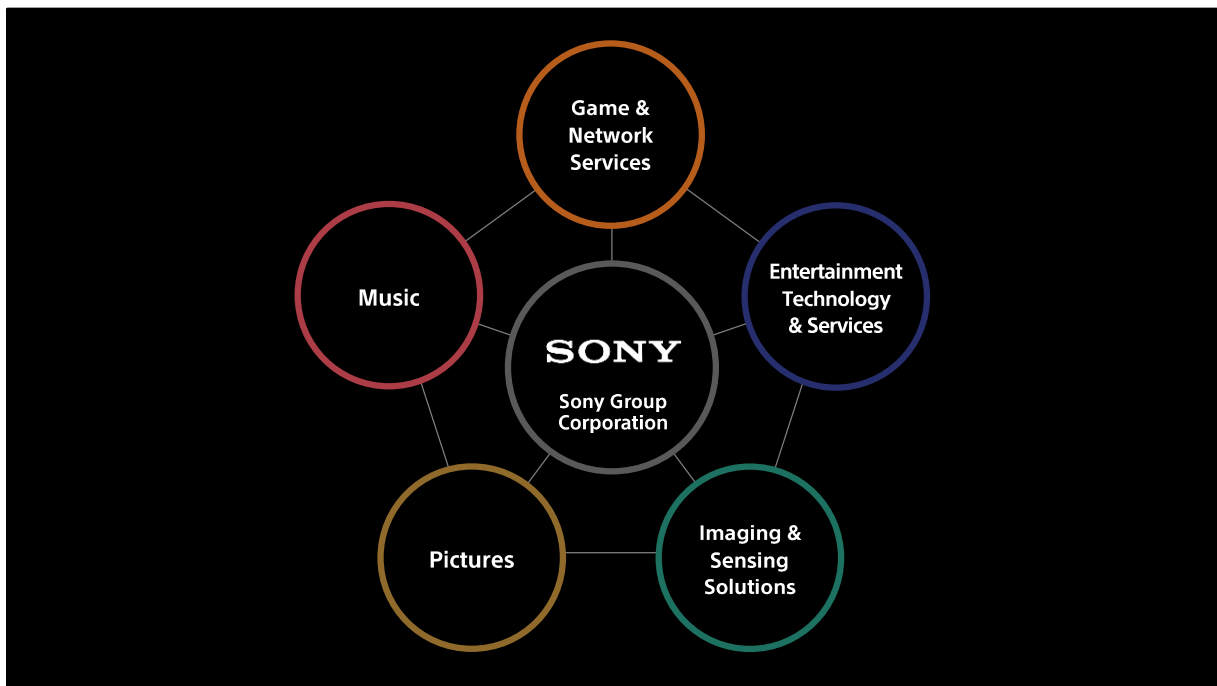 Game &
Network
Services
Music
Entertainment
Technology
& Services
SONY
Sony Group
Corporation
Pictures
Imaging &
Sensing
Solutions